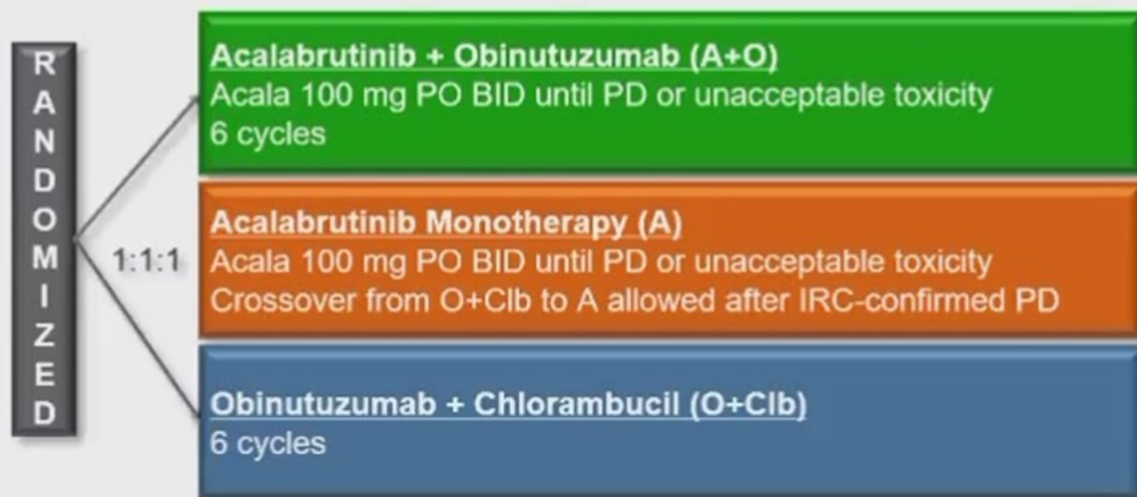 RANDOMIZED
1:1:1
Acalabrutinib + Obinutuzumab (A+O)
Acala 100 mg PO BID until PD or unacceptable toxicity
6 cycles
Acalabrutinib Monotherapy (A)
Acala 100 mg PO BID until PD or unacceptable toxicity
Crossover from O+Clb to A allowed after IRC-confirmed PD
Obinutuzumab + Chlorambucil (O+Clb)
6 cycles